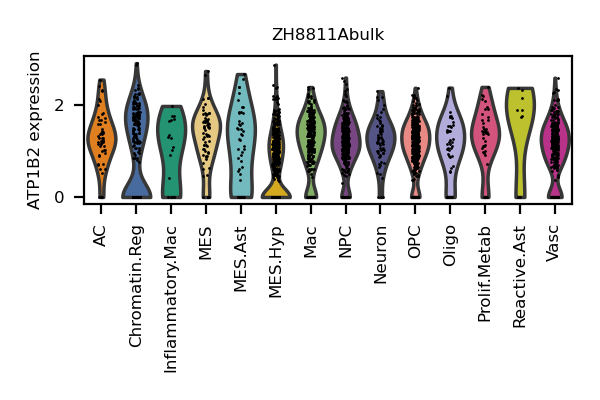 ZH8811Abulk
ATP1B2 expression
2
0
AC
Chromatin.Reg
Inflammatory.Mac
MES
MES.Ast
MES.Hyp
Mac
NPC
Neuron
OPC
Oligo
Prolif.Metab
Reactive.Ast
Vasc